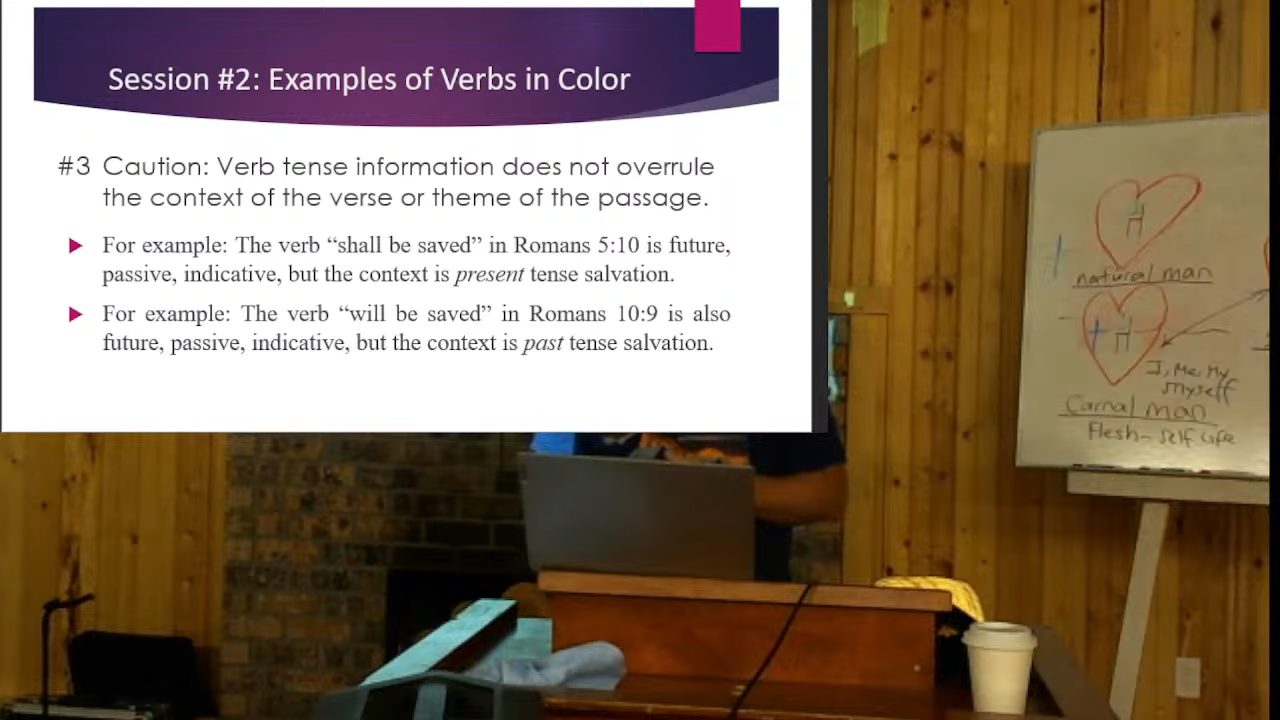 Session #2: Examples of Verbs in Color
#3 Caution: Verb tense information does not overrule
the context of the verse or theme of the passage.
For example: The verb “shall be saved” in Romans 5:10 is future,
passive, indicative, but the context is present tense salvation.
For example: The verb “will be saved” in Romans 10:9 is also
future, passive, indicative, but the context is past tense salvation.
H
natural man
H
I, Me, My
Myself
Carnal man
Flesh - Self life